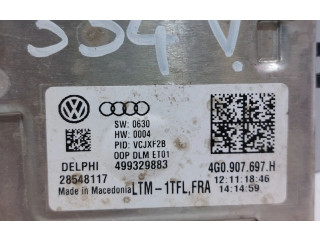 334 V.
SW: 0630
HW: 0004
PID: VCJXF2B
OOP DLM ET01
DELPHI 499329883 4G0.907.697.H
28548117 12:11:18:46
Made in Macedonia LTM-1TFL,FRA 14:14:59